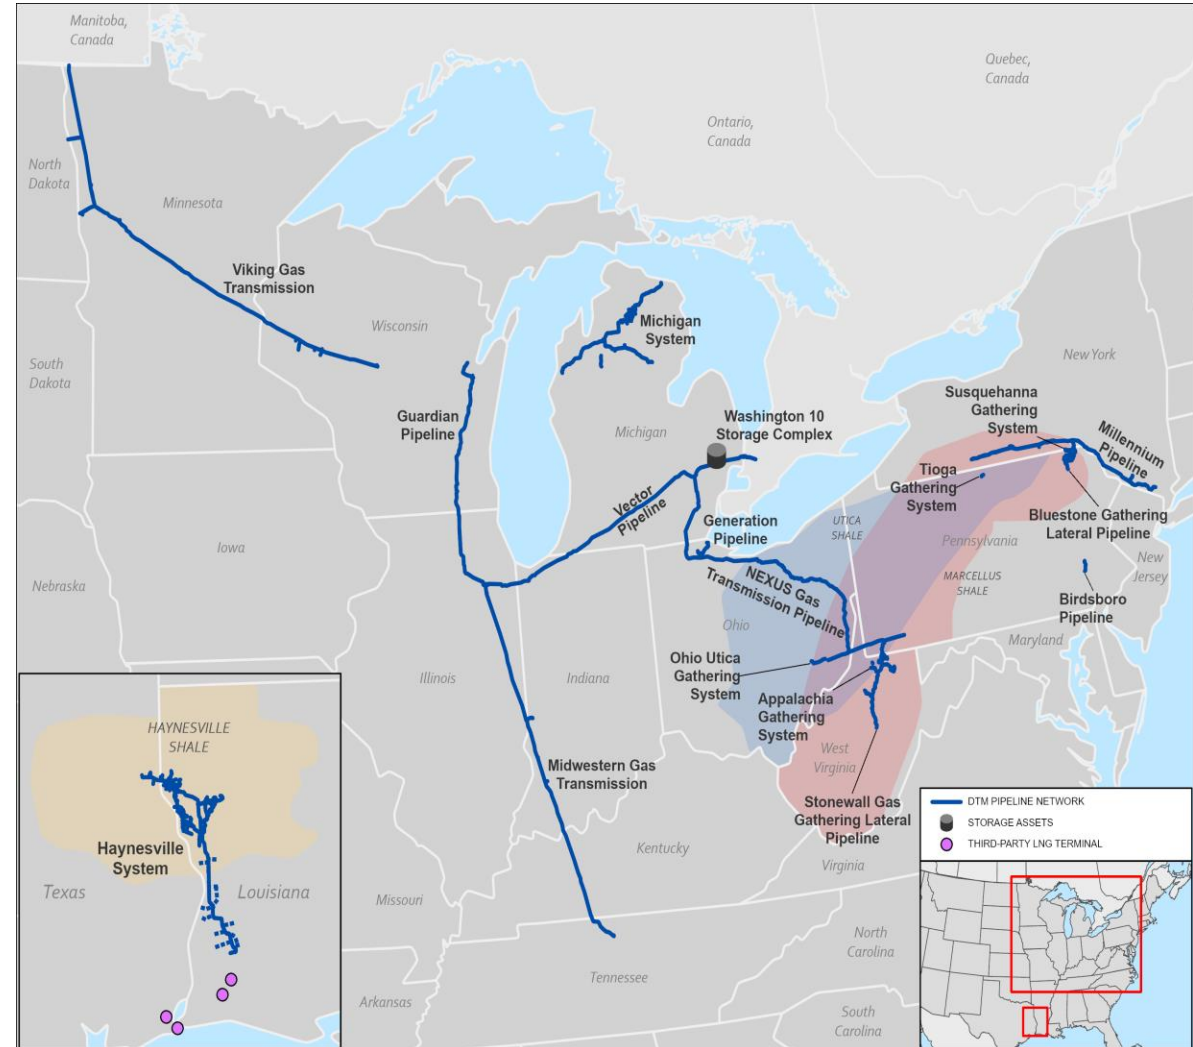 Manitoba,
Canada
Quebec,
Canada
Ontario,
Canada
North
Dakota
Minnesota
Viking Gas
Transmission
Wisconsin
Michigan
System
South
Dakota
New York
Susquehanna
Gathering
System
Guardian
Pipeline
Michigan
Washington 10
Storage Complex
Millennium
Pipeline
Tioga
Gathering
System
Vector
Pipeline
Generation
Pipeline
UTICA
SHALE
Bluestone Gathering
Lateral Pipeline
Pennsylvania
Iowa
New
Jersey
MARCELLUS
SHALE
NEXUS Gas
Transmission Pipeline
Nebraska
Birdsboro
Pipeline
Ohio
Maryland
Ohio Utica
Gathering
System
Illinois
Indiana
Appalachia
Gathering
System
West
Virginia
Midwestern Gas
Transmission
Stonewall Gas
Gathering Lateral
Pipeline
Kentucky
Virginia
Missouri
North
Carolina
Tennessee
Arkansas
South
Carolina
HAYNESVILLE
SHALE
Haynesville
System
Texas
Louisiana
DTM PIPELINE NETWORK
STORAGE ASSETS
THIRD-PARTY LNG TERMINAL